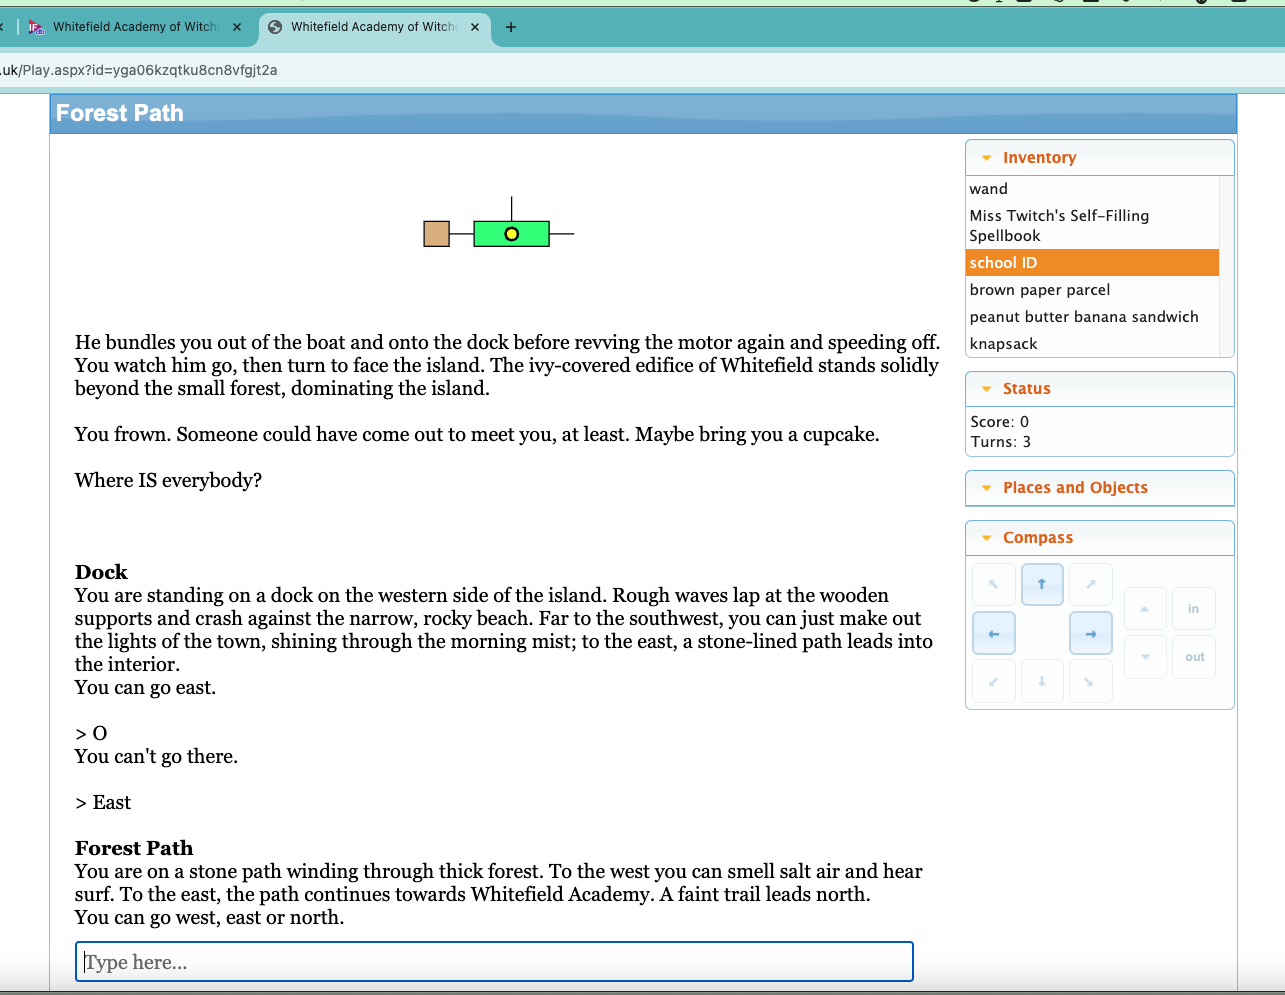 Whitefield Academy of Witch
Whitefield Academy of Witch
.uk/Play.aspx?id=yga06kzqtku8cn8vfgjt2a
Forest Path
He bundles you out of the boat and onto the dock before revving the motor again and speeding off.
You watch him go, then turn to face the island. The ivy-covered edifice of Whitefield stands solidly
beyond the small forest, dominating the island.
You frown. Someone could have come out to meet you, at least. Maybe bring you a cupcake.
Where IS everybody?
Dock
You are standing on a dock on the western side of the island. Rough waves lap at the wooden
supports and crash against the narrow, rocky beach. Far to the southwest, you can just make out
the lights of the town, shining through the morning mist; to the east, a stone-lined path leads into
the interior.
You can go east.
> O
You can't go there.
> East
Forest Path
You are on a stone path winding through thick forest. To the west you can smell salt air and hear
surf. To the east, the path continues towards Whitefield Academy. A faint trail leads north.
You can go west, east or north.
Type here...
Inventory
wand
Miss Twitch's Self-Filling
Spellbook
school ID
brown paper parcel
peanut butter banana sandwich
knapsack
Status
Score: 0
Turns: 3
Places and Objects
Compass
in
out